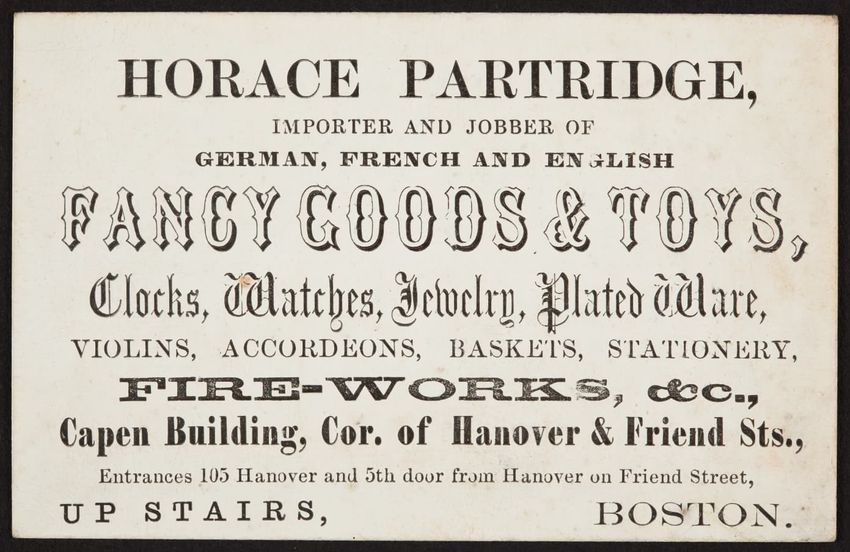 HORACE PARTRIDGE,
IMPORTER AND JOBBER OF
GERMAN, FRENCH AND ENGLISH
FANCY GOODS & TOYS,
Clocks, Watches, Jewelry, Plated Ware,
VIOLINS, ACCORDEONS, BASKETS, STATIONERY,
FIRE-WORKS, &c.,
Capen Building, Cor. of Hanover & Friend Sts.,
Entrances 105 Hanover and 5th door from Hanover on Friend Street,
UP STAIRS, BOSTON.